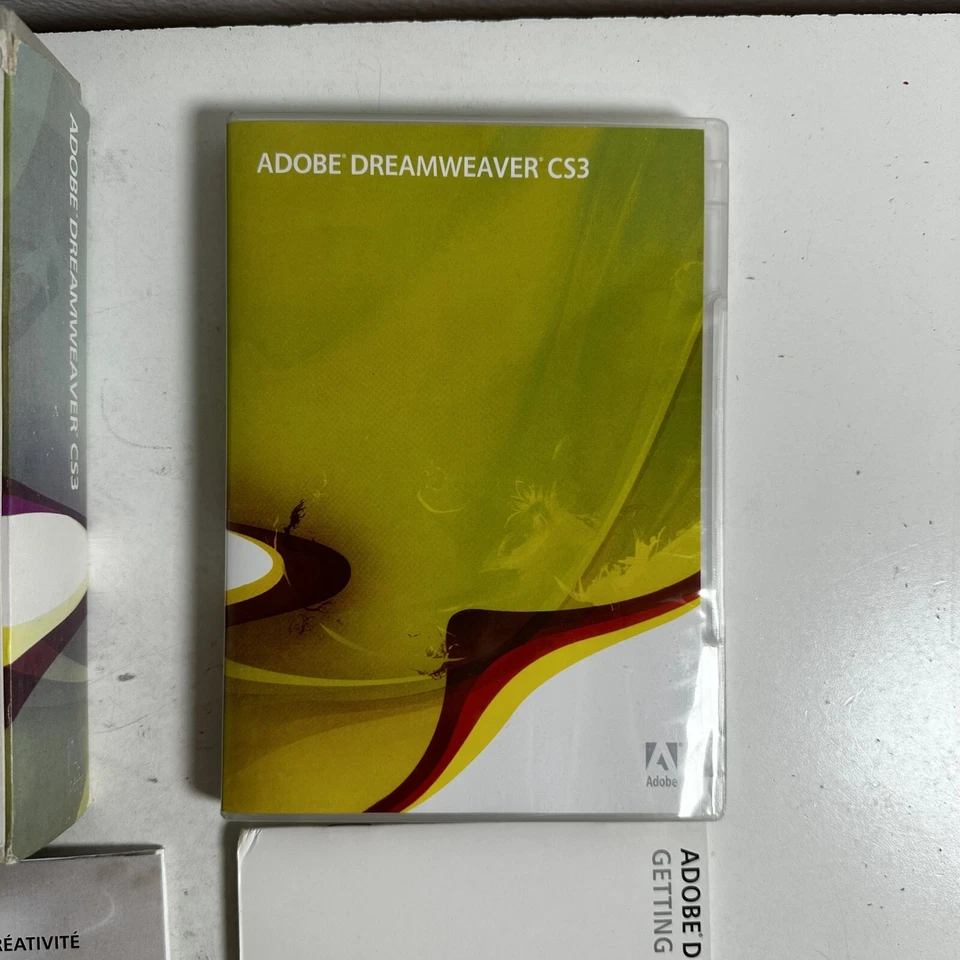 ADOBE® DREAMWEAVER® CS3
ADOBE® DREAMWEAVER® CS3
Adobe
ADOBE® D
GETTING
RÉATIVITÉ